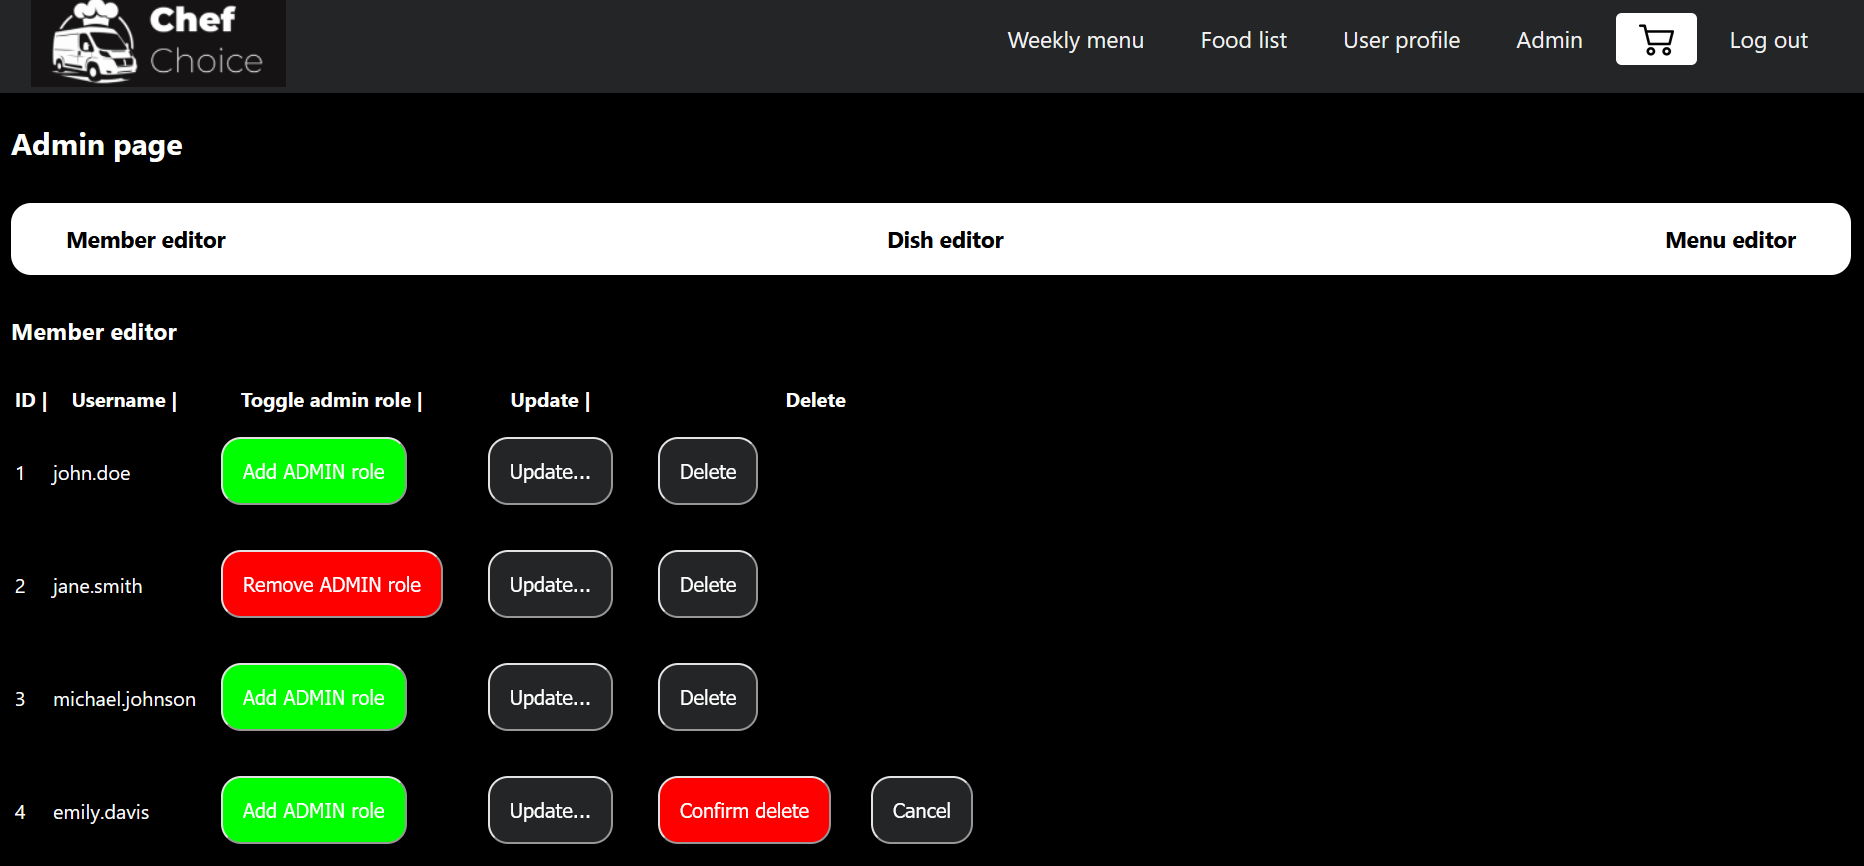 Chef
Choice
Weekly menu Food list User profile Admin Log out
Admin page
Member editor Dish editor Menu editor
Member editor
ID | Username | Toggle admin role | Update | Delete
1 john.doe Add ADMIN role Update... Delete
2 jane.smith Remove ADMIN role Update... Delete
3 michael.johnson Add ADMIN role Update... Delete
4 emily.davis Add ADMIN role Update... Confirm delete Cancel